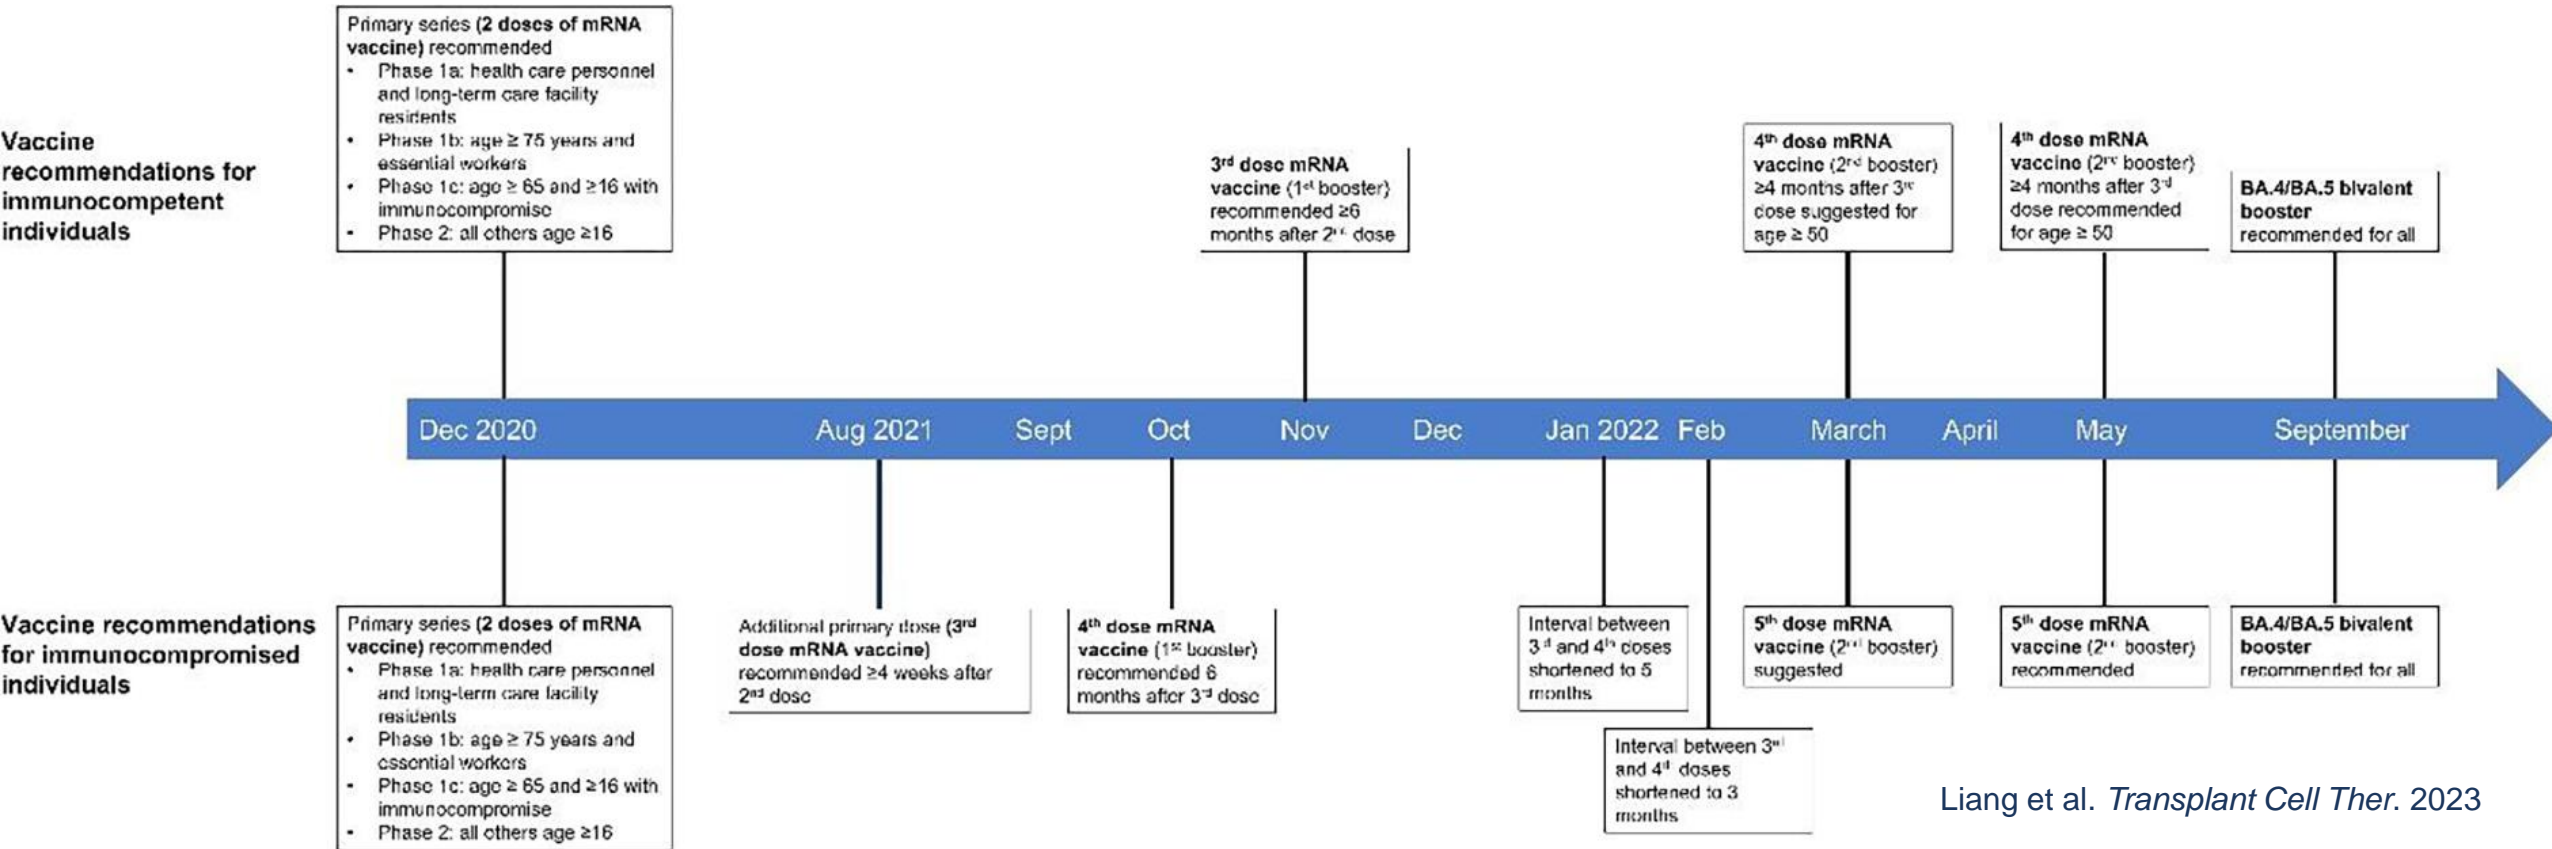 Vaccine
recommendations for
immunocompetent
individuals
Primary series (2 doses of mRNA
vaccine) recommended
• Phase 1a: health care personnel
and long-term care facility
residents
• Phase 1b: age ≥ 75 years and
essential workers
• Phase 1c: age ≥ 65 and ≥16 with
immunocompromise
• Phase 2: all others age ≥16
3rd dose mRNA
vaccine (1st booster)
recommended ≥6
months after 2nd dose
4th dose mRNA
vaccine (2nd booster)
≥4 months after 3rd
dose suggested for
age ≥ 50
4th dose mRNA
vaccine (2nd booster)
≥4 months after 3rd
dose recommended
for age ≥ 50
BA.4/BA.5 bivalent
booster
recommended for all
Dec 2020 Aug 2021 Sept Oct Nov Dec Jan 2022 Feb March April May September
Vaccine recommendations
for immunocompromised
individuals
Primary series (2 doses of mRNA
vaccine) recommended
• Phase 1a: health care personnel
and long-term care facility
residents
• Phase 1b: age ≥ 75 years and
essential workers
• Phase 1c: age ≥ 65 and ≥16 with
immunocompromise
• Phase 2: all others age ≥16
Additional primary dose (3rd
dose mRNA vaccine)
recommended ≥4 weeks after
2nd dose
4th dose mRNA
vaccine (1st booster)
recommended 6
months after 3rd dose
Interval between
3rd and 4th doses
shortened to 5
months
Interval between 3rd
and 4th doses
shortened to 3
months
5th dose mRNA
vaccine (2nd booster)
suggested
5th dose mRNA
vaccine (2nd booster)
recommended
BA.4/BA.5 bivalent
booster
recommended for all
Liang et al. Transplant Cell Ther. 2023